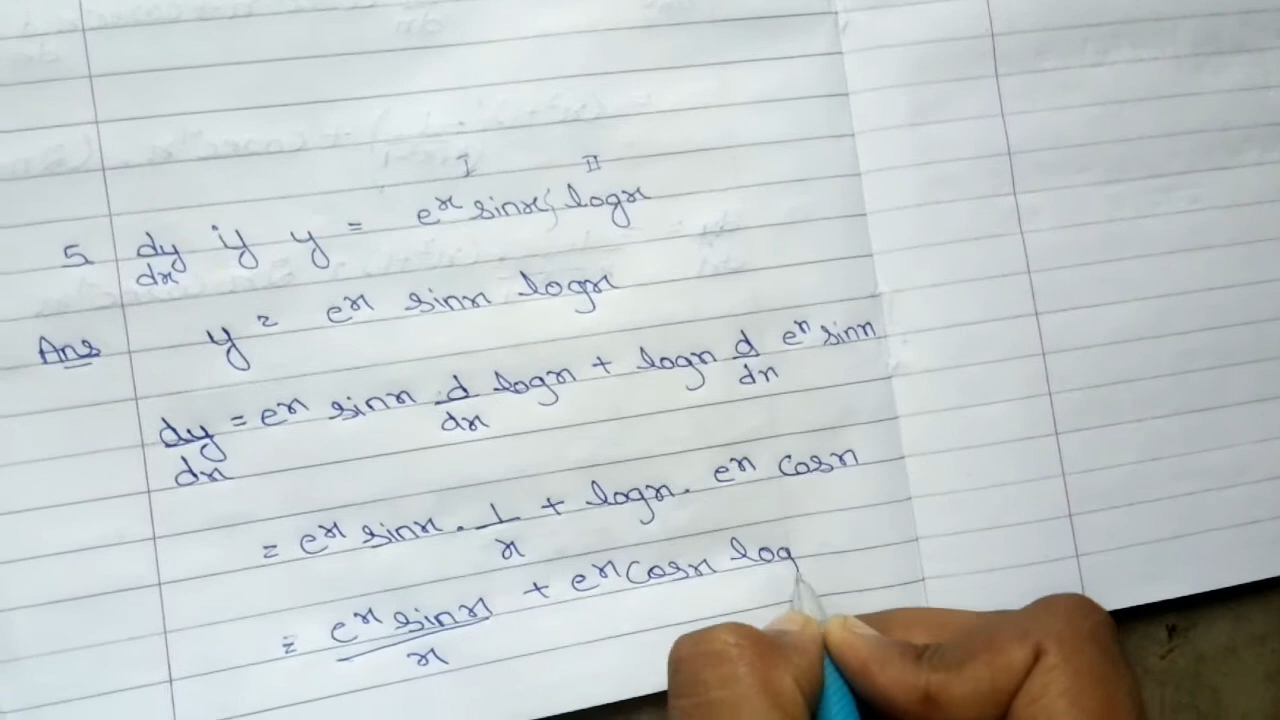 I II
5 dy/dx if y = e^x sinx log x
Ans y = e^x sinx logx
dy/dx = e^x sinx d/dx logx + logx d/dx e^x sinx
= e^x sinx . 1/x + logx . e^x cosx
= e^x sinx/x + e^x cosx log